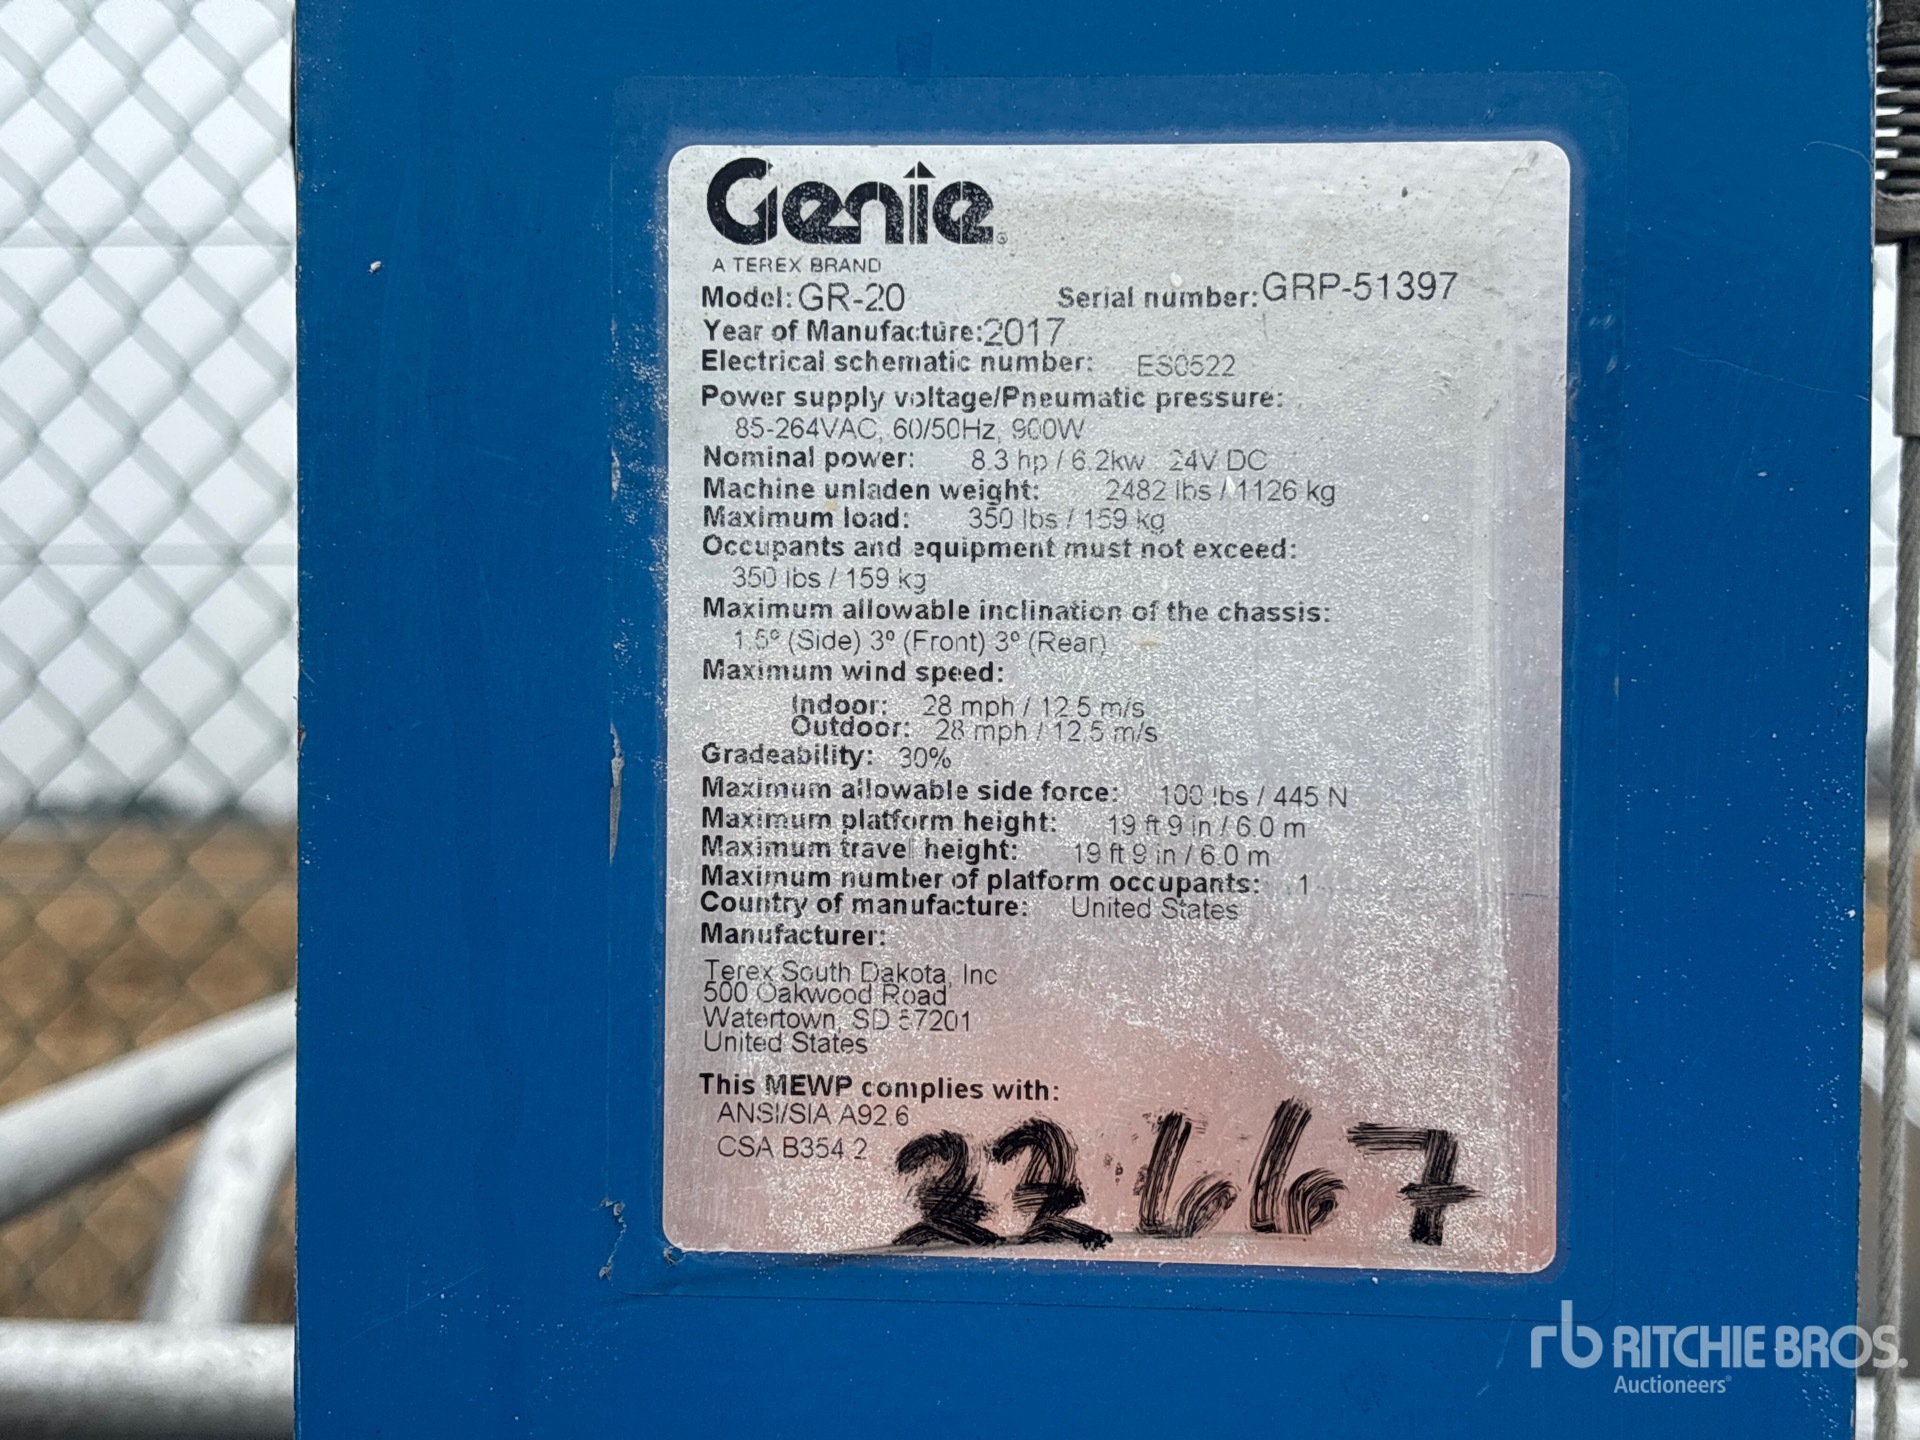 Genie
A TEREX BRAND
Model: GR-20 Serial number: GRP-51397
Year of Manufacture: 2017
Electrical schematic number: ES0522
Power supply voltage/Pneumatic pressure:
85-264VAC, 60/50Hz, 900W
Nominal power: 8.3 hp / 6.2kw 24V DC
Machine unladen weight: 2482 lbs / 1126 kg
Maximum load: 350 lbs / 159 kg
Occupants and equipment must not exceed:
350 lbs / 159 kg
Maximum allowable inclination of the chassis:
1.5º (Side) 3º (Front) 3º (Rear)
Maximum wind speed:
Indoor: 28 mph / 12.5 m/s
Outdoor: 28 mph / 12.5 m/s
Gradeability: 30%
Maximum allowable side force: 100 lbs / 445 N
Maximum platform height: 19 ft 9 in / 6.0 m
Maximum travel height: 19 ft 9 in / 6.0 m
Maximum number of platform occupants: 1
Country of manufacture: United States
Manufacturer:
Terex South Dakota, Inc
500 Oakwood Road
Watertown, SD 57201
United States
This MEWP complies with:
ANSI/SIA A92.6
CSA B354.2
22667
rb RITCHIE BROS.
Auctioneers